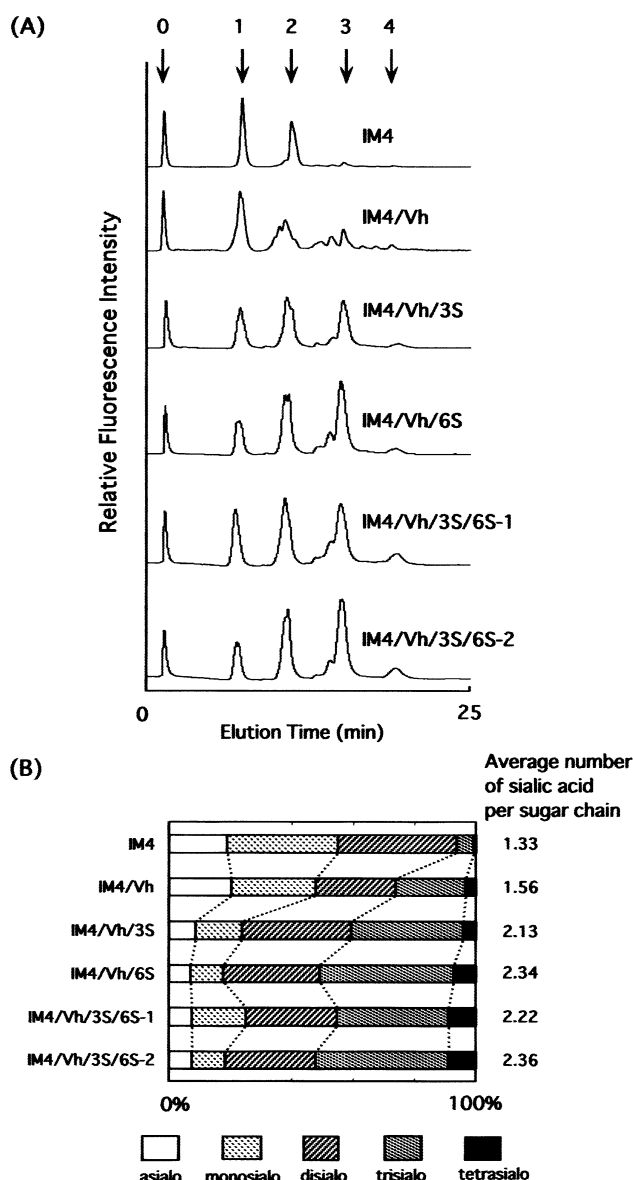 (A)
0 1 2 3 4
IM4
IM4/Vh
IM4/Vh/3S
IM4/Vh/6S
IM4/Vh/3S/6S-1
IM4/Vh/3S/6S-2
Relative Fluorescence Intensity
0 25
Elution Time (min)
(B)
Average number
of sialic acid
per sugar chain
IM4 1.33
IM4/Vh 1.56
IM4/Vh/3S 2.13
IM4/Vh/6S 2.34
IM4/Vh/3S/6S-1 2.22
IM4/Vh/3S/6S-2 2.36
0% 100%
asialo monosialo disialo trisialo tetrasialo